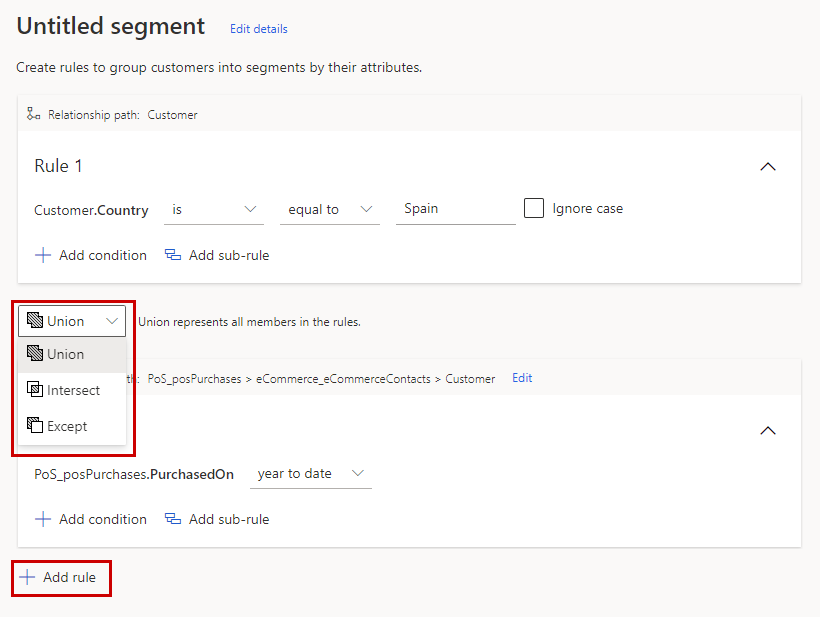 Untitled segment Edit details
Create rules to group customers into segments by their attributes.
Relationship path: Customer
Rule 1
Customer.Country is equal to Spain Ignore case
Add condition Add sub-rule
Union Union represents all members in the rules.
Union
th: PoS_posPurchases > eCommerce_eCommerceContacts > Customer Edit
Intersect
Except
PoS_posPurchases.PurchasedOn year to date
Add condition Add sub-rule
Add rule